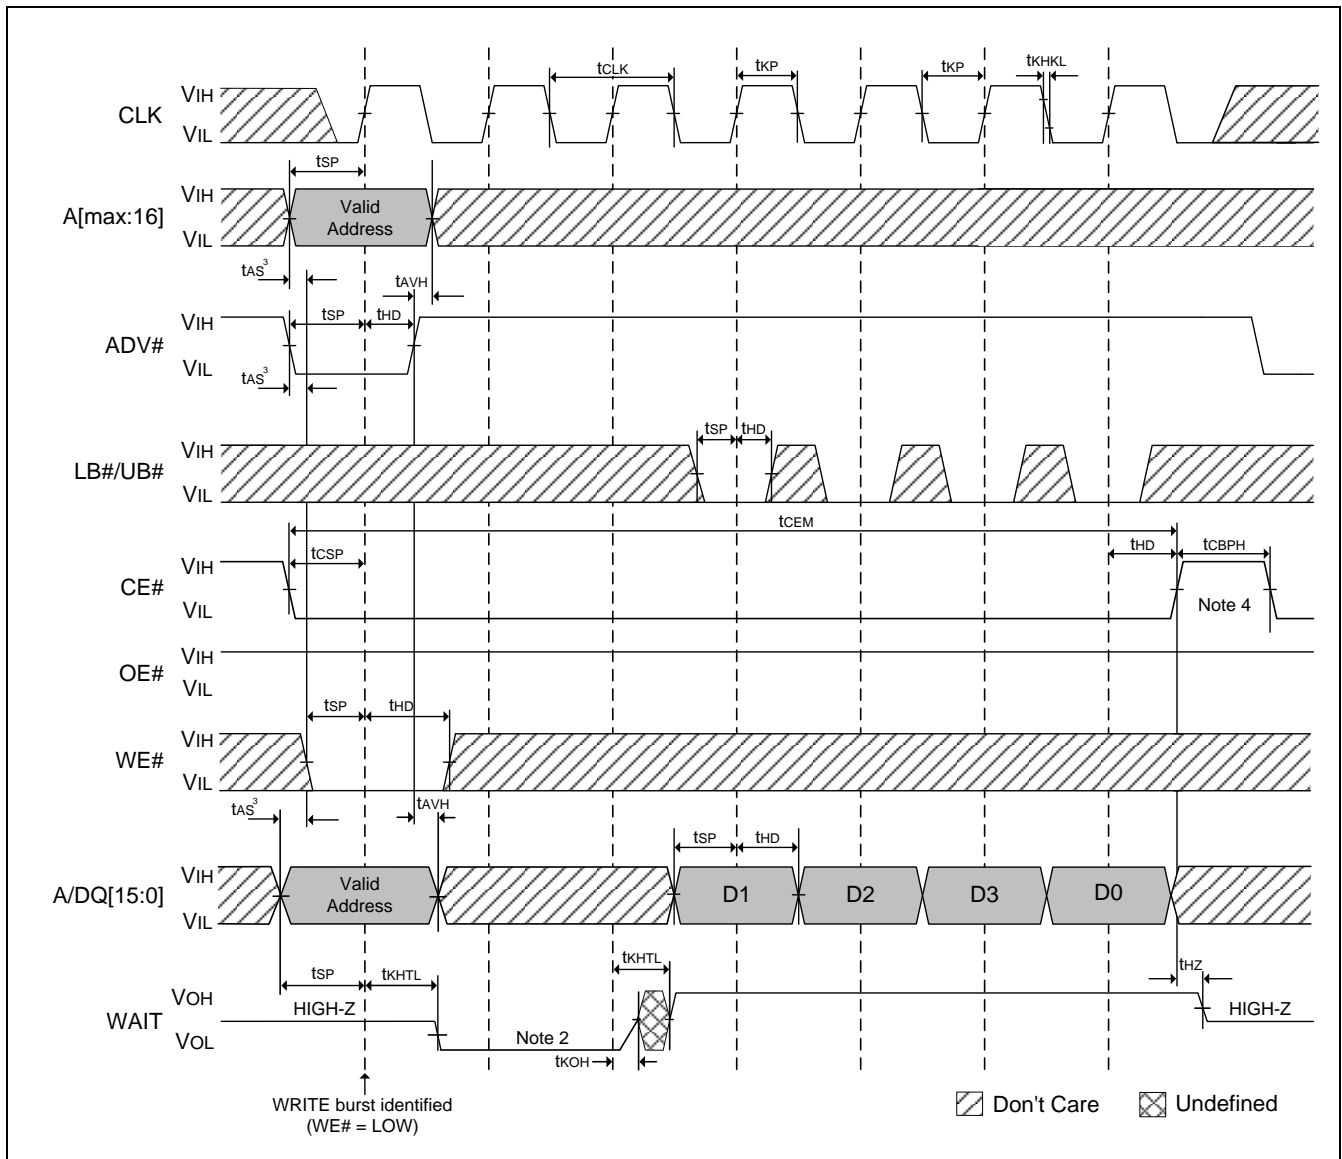 tCLK
tKP
tKP
tKHKL
VIH
CLK
VIL
tSP
VIH
A[max:16]
Valid
Address
VIL
tAS3
tAVH
VIH
tSP
tHD
ADV#
VIL
tAS3
VIH
tSP
tHD
LB#/UB#
VIL
tCEM
VIH
tCSP
tHD
tCBPH
CE#
VIL
Note 4
VIH
OE#
VIL
tSP
tHD
VIH
WE#
VIL
tAS3
tAVH
tSP
tHD
VIH
A/DQ[15:0]
Valid
Address
D1
D2
D3
D0
VIL
tSP
tKHTL
tKHTL
tHZ
VOH
WAIT
HIGH-Z
HIGH-Z
VOL
Note 2
tKOH
WRITE burst identified
(WE# = LOW)
Don't Care
Undefined